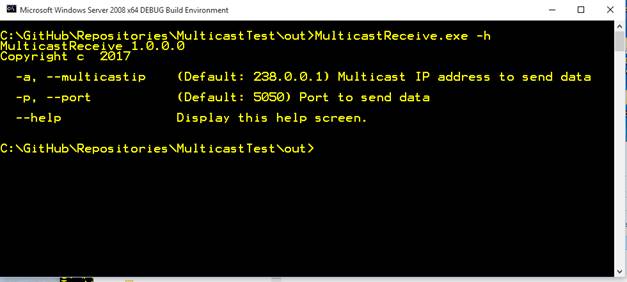 Microsoft Windows Server 2008 x64 DEBUG Build Environment
C:\GitHub\Repositories\MulticastTest\out>MulticastReceive.exe -h
MulticastReceive 1.0.0.0
Copyright c  2017
-a, --multicastip    (Default: 238.0.0.1) Multicast IP address to send data
-p, --port           (Default: 5050) Port to send data
--help               Display this help screen.
C:\GitHub\Repositories\MulticastTest\out>